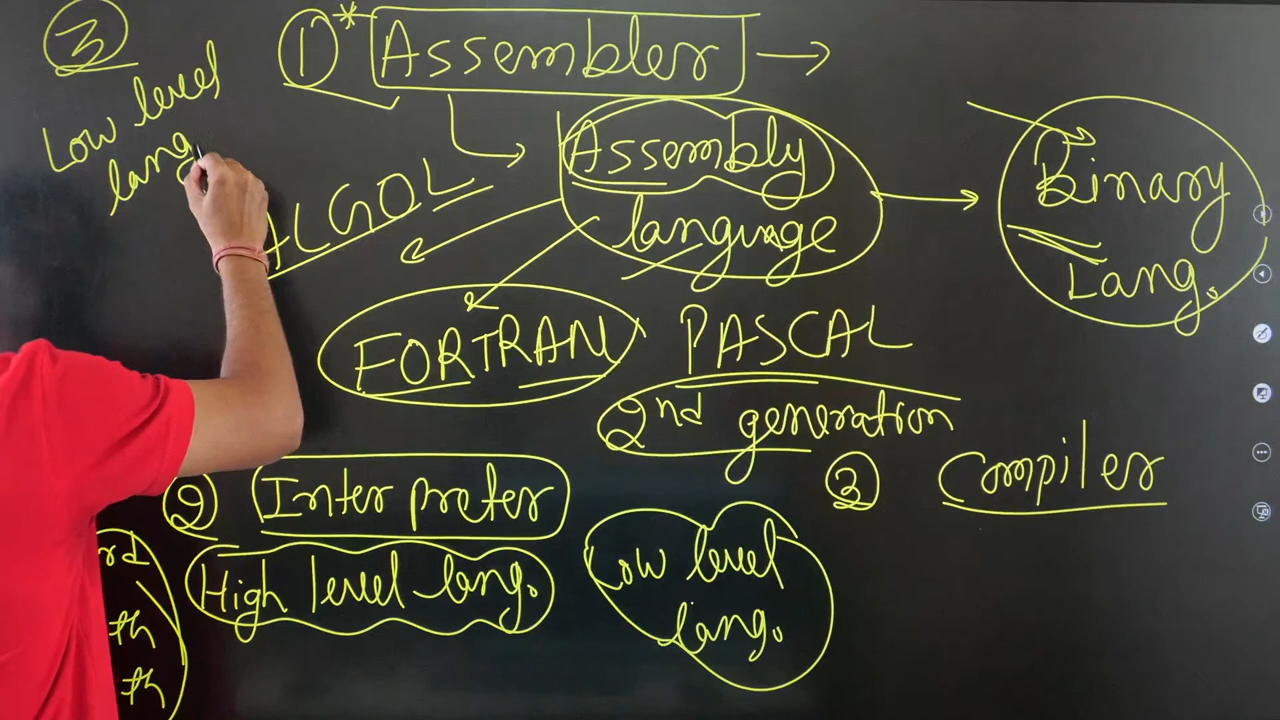 3
Low level
lang
1 * Assembler
Assembly
language
Binary
Lang.
ALGOL
FORTRAN
PASCAL
2nd generation
2 Interpreter
3 Compiler
High level lang.
Low level
lang.
rd
th
th